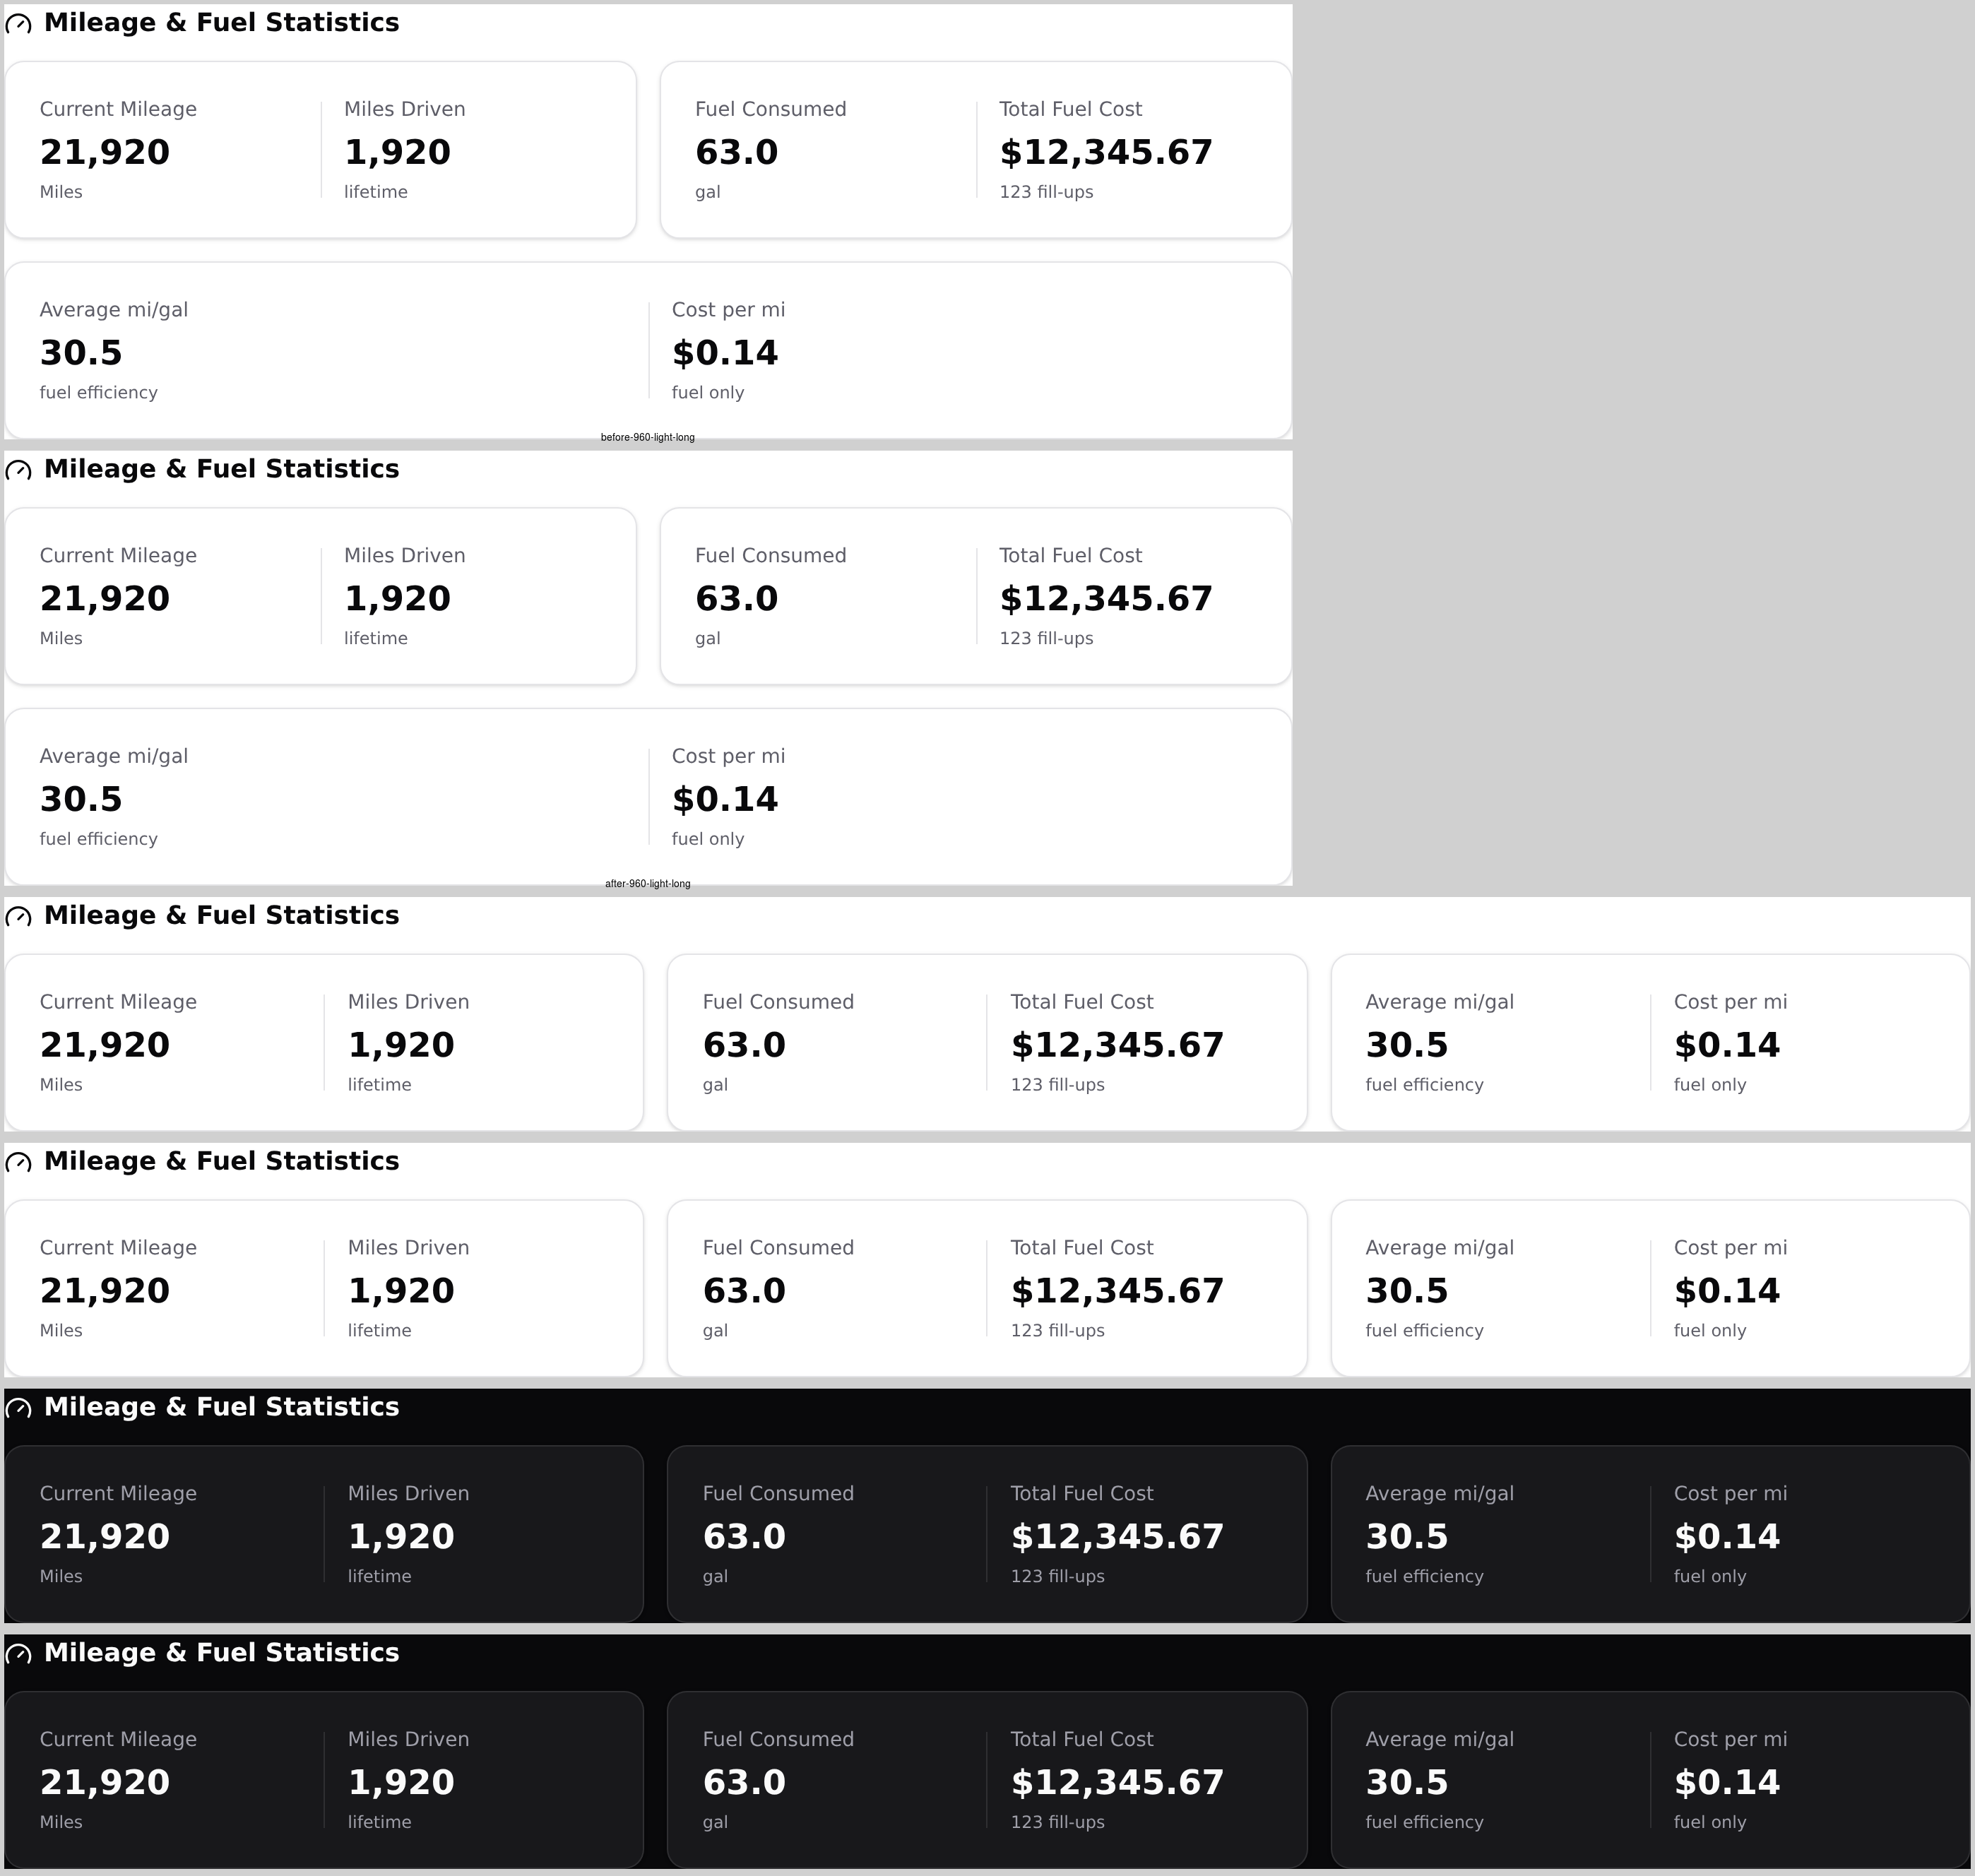 Mileage & Fuel Statistics
Current Mileage Miles Driven Fuel Consumed Total Fuel Cost
21,920 1,920 63.0 $12,345.67
Miles lifetime gal 123 fill-ups
Average mi/gal Cost per mi
30.5 $0.14
fuel efficiency fuel only
before-960-light-long
Mileage & Fuel Statistics
Current Mileage Miles Driven Fuel Consumed Total Fuel Cost
21,920 1,920 63.0 $12,345.67
Miles lifetime gal 123 fill-ups
Average mi/gal Cost per mi
30.5 $0.14
fuel efficiency fuel only
after-960-light-long
Mileage & Fuel Statistics
Current Mileage Miles Driven Fuel Consumed Total Fuel Cost Average mi/gal Cost per mi
21,920 1,920 63.0 $12,345.67 30.5 $0.14
Miles lifetime gal 123 fill-ups fuel efficiency fuel only
Mileage & Fuel Statistics
Current Mileage Miles Driven Fuel Consumed Total Fuel Cost Average mi/gal Cost per mi
21,920 1,920 63.0 $12,345.67 30.5 $0.14
Miles lifetime gal 123 fill-ups fuel efficiency fuel only
Mileage & Fuel Statistics
Current Mileage Miles Driven Fuel Consumed Total Fuel Cost Average mi/gal Cost per mi
21,920 1,920 63.0 $12,345.67 30.5 $0.14
Miles lifetime gal 123 fill-ups fuel efficiency fuel only
Mileage & Fuel Statistics
Current Mileage Miles Driven Fuel Consumed Total Fuel Cost Average mi/gal Cost per mi
21,920 1,920 63.0 $12,345.67 30.5 $0.14
Miles lifetime gal 123 fill-ups fuel efficiency fuel only